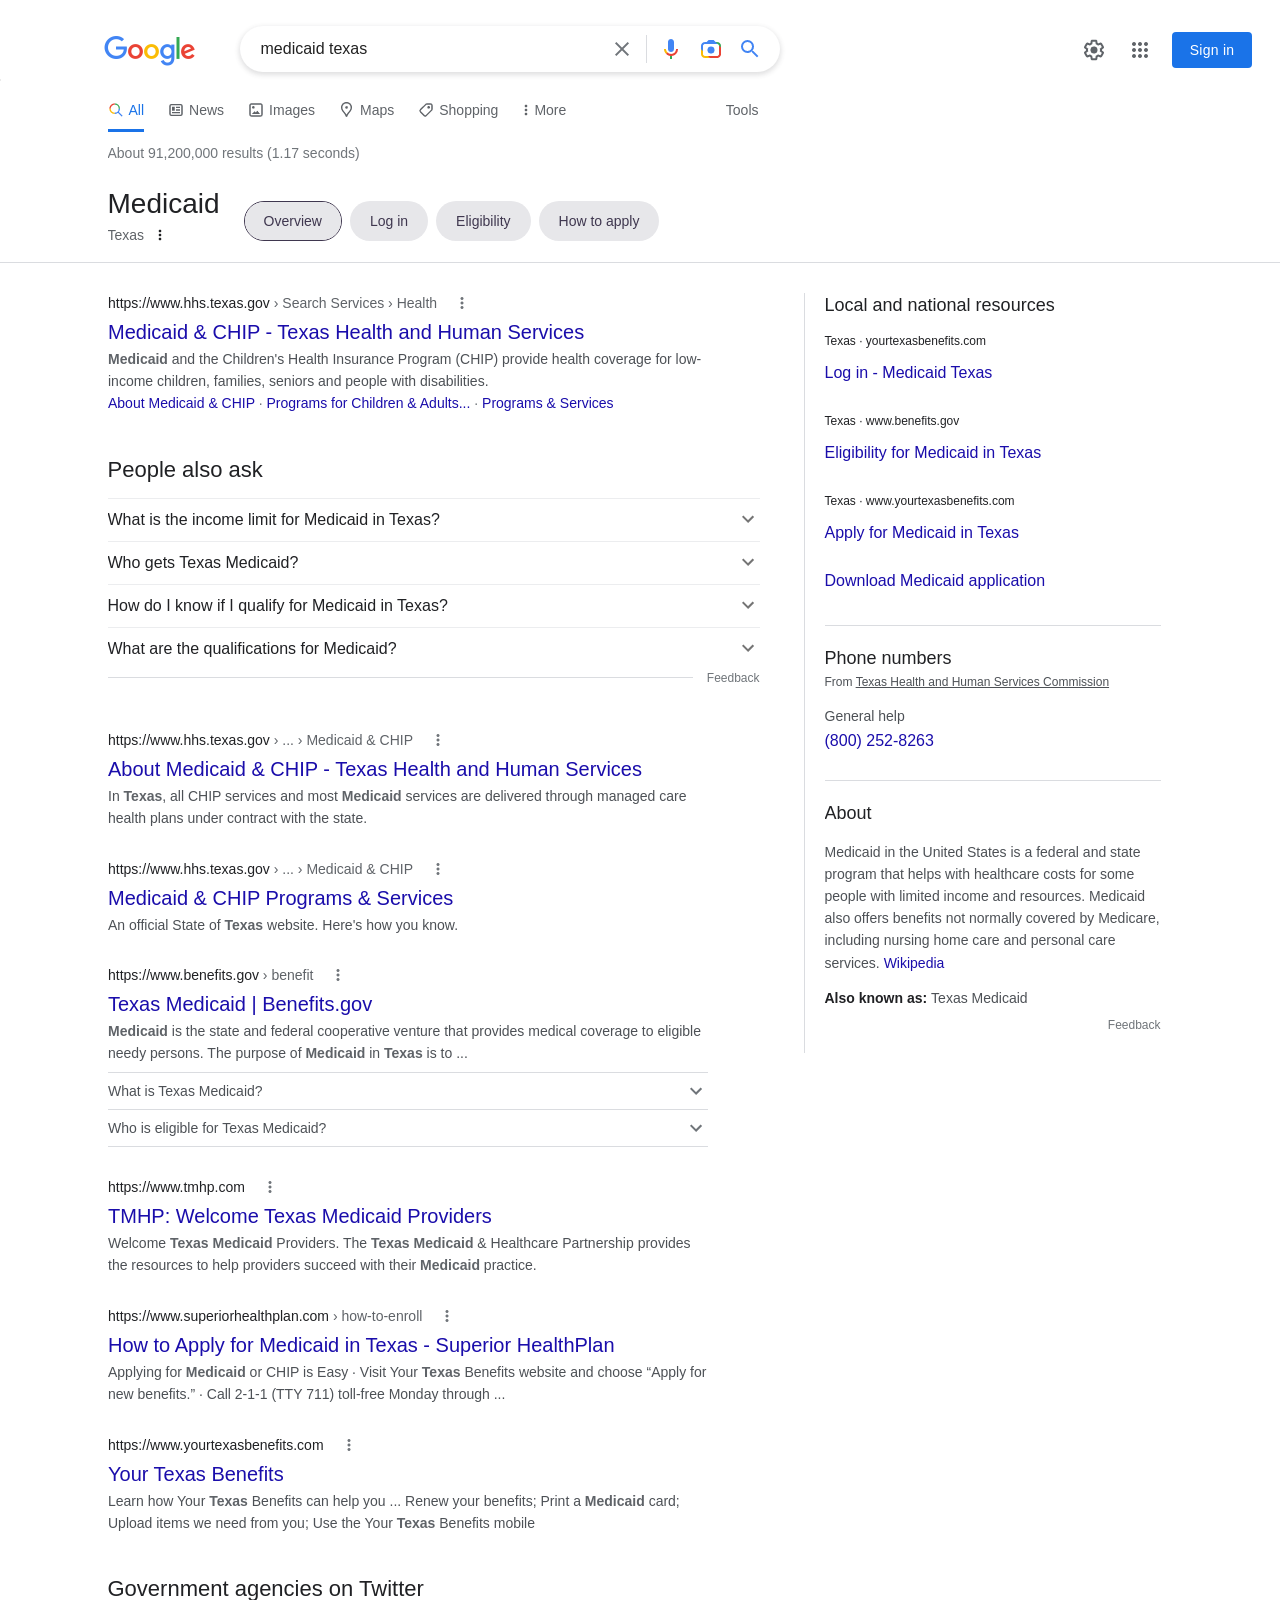 Google
medicaid texas
Sign in
All
News
Images
Maps
Shopping
More
Tools
About 91,200,000 results (1.17 seconds)
Medicaid
Texas
Overview
Log in
Eligibility
How to apply
https://www.hhs.texas.gov › Search Services › Health
Medicaid & CHIP - Texas Health and Human Services
Medicaid and the Children's Health Insurance Program (CHIP) provide health coverage for low-
income children, families, seniors and people with disabilities.
About Medicaid & CHIP · Programs for Children & Adults... · Programs & Services
People also ask
What is the income limit for Medicaid in Texas?
Who gets Texas Medicaid?
How do I know if I qualify for Medicaid in Texas?
What are the qualifications for Medicaid?
Feedback
https://www.hhs.texas.gov › ... › Medicaid & CHIP
About Medicaid & CHIP - Texas Health and Human Services
In Texas, all CHIP services and most Medicaid services are delivered through managed care
health plans under contract with the state.
https://www.hhs.texas.gov › ... › Medicaid & CHIP
Medicaid & CHIP Programs & Services
An official State of Texas website. Here's how you know.
https://www.benefits.gov › benefit
Texas Medicaid | Benefits.gov
Medicaid is the state and federal cooperative venture that provides medical coverage to eligible
needy persons. The purpose of Medicaid in Texas is to ...
What is Texas Medicaid?
Who is eligible for Texas Medicaid?
https://www.tmhp.com
TMHP: Welcome Texas Medicaid Providers
Welcome Texas Medicaid Providers. The Texas Medicaid & Healthcare Partnership provides
the resources to help providers succeed with their Medicaid practice.
https://www.superiorhealthplan.com › how-to-enroll
How to Apply for Medicaid in Texas - Superior HealthPlan
Applying for Medicaid or CHIP is Easy · Visit Your Texas Benefits website and choose “Apply for
new benefits.” · Call 2-1-1 (TTY 711) toll-free Monday through ...
https://www.yourtexasbenefits.com
Your Texas Benefits
Learn how Your Texas Benefits can help you ... Renew your benefits; Print a Medicaid card;
Upload items we need from you; Use the Your Texas Benefits mobile
Government agencies on Twitter
Local and national resources
Texas · yourtexasbenefits.com
Log in - Medicaid Texas
Texas · www.benefits.gov
Eligibility for Medicaid in Texas
Texas · www.yourtexasbenefits.com
Apply for Medicaid in Texas
Download Medicaid application
Phone numbers
From Texas Health and Human Services Commission
General help
(800) 252-8263
About
Medicaid in the United States is a federal and state
program that helps with healthcare costs for some
people with limited income and resources. Medicaid
also offers benefits not normally covered by Medicare,
including nursing home care and personal care
services. Wikipedia
Also known as: Texas Medicaid
Feedback